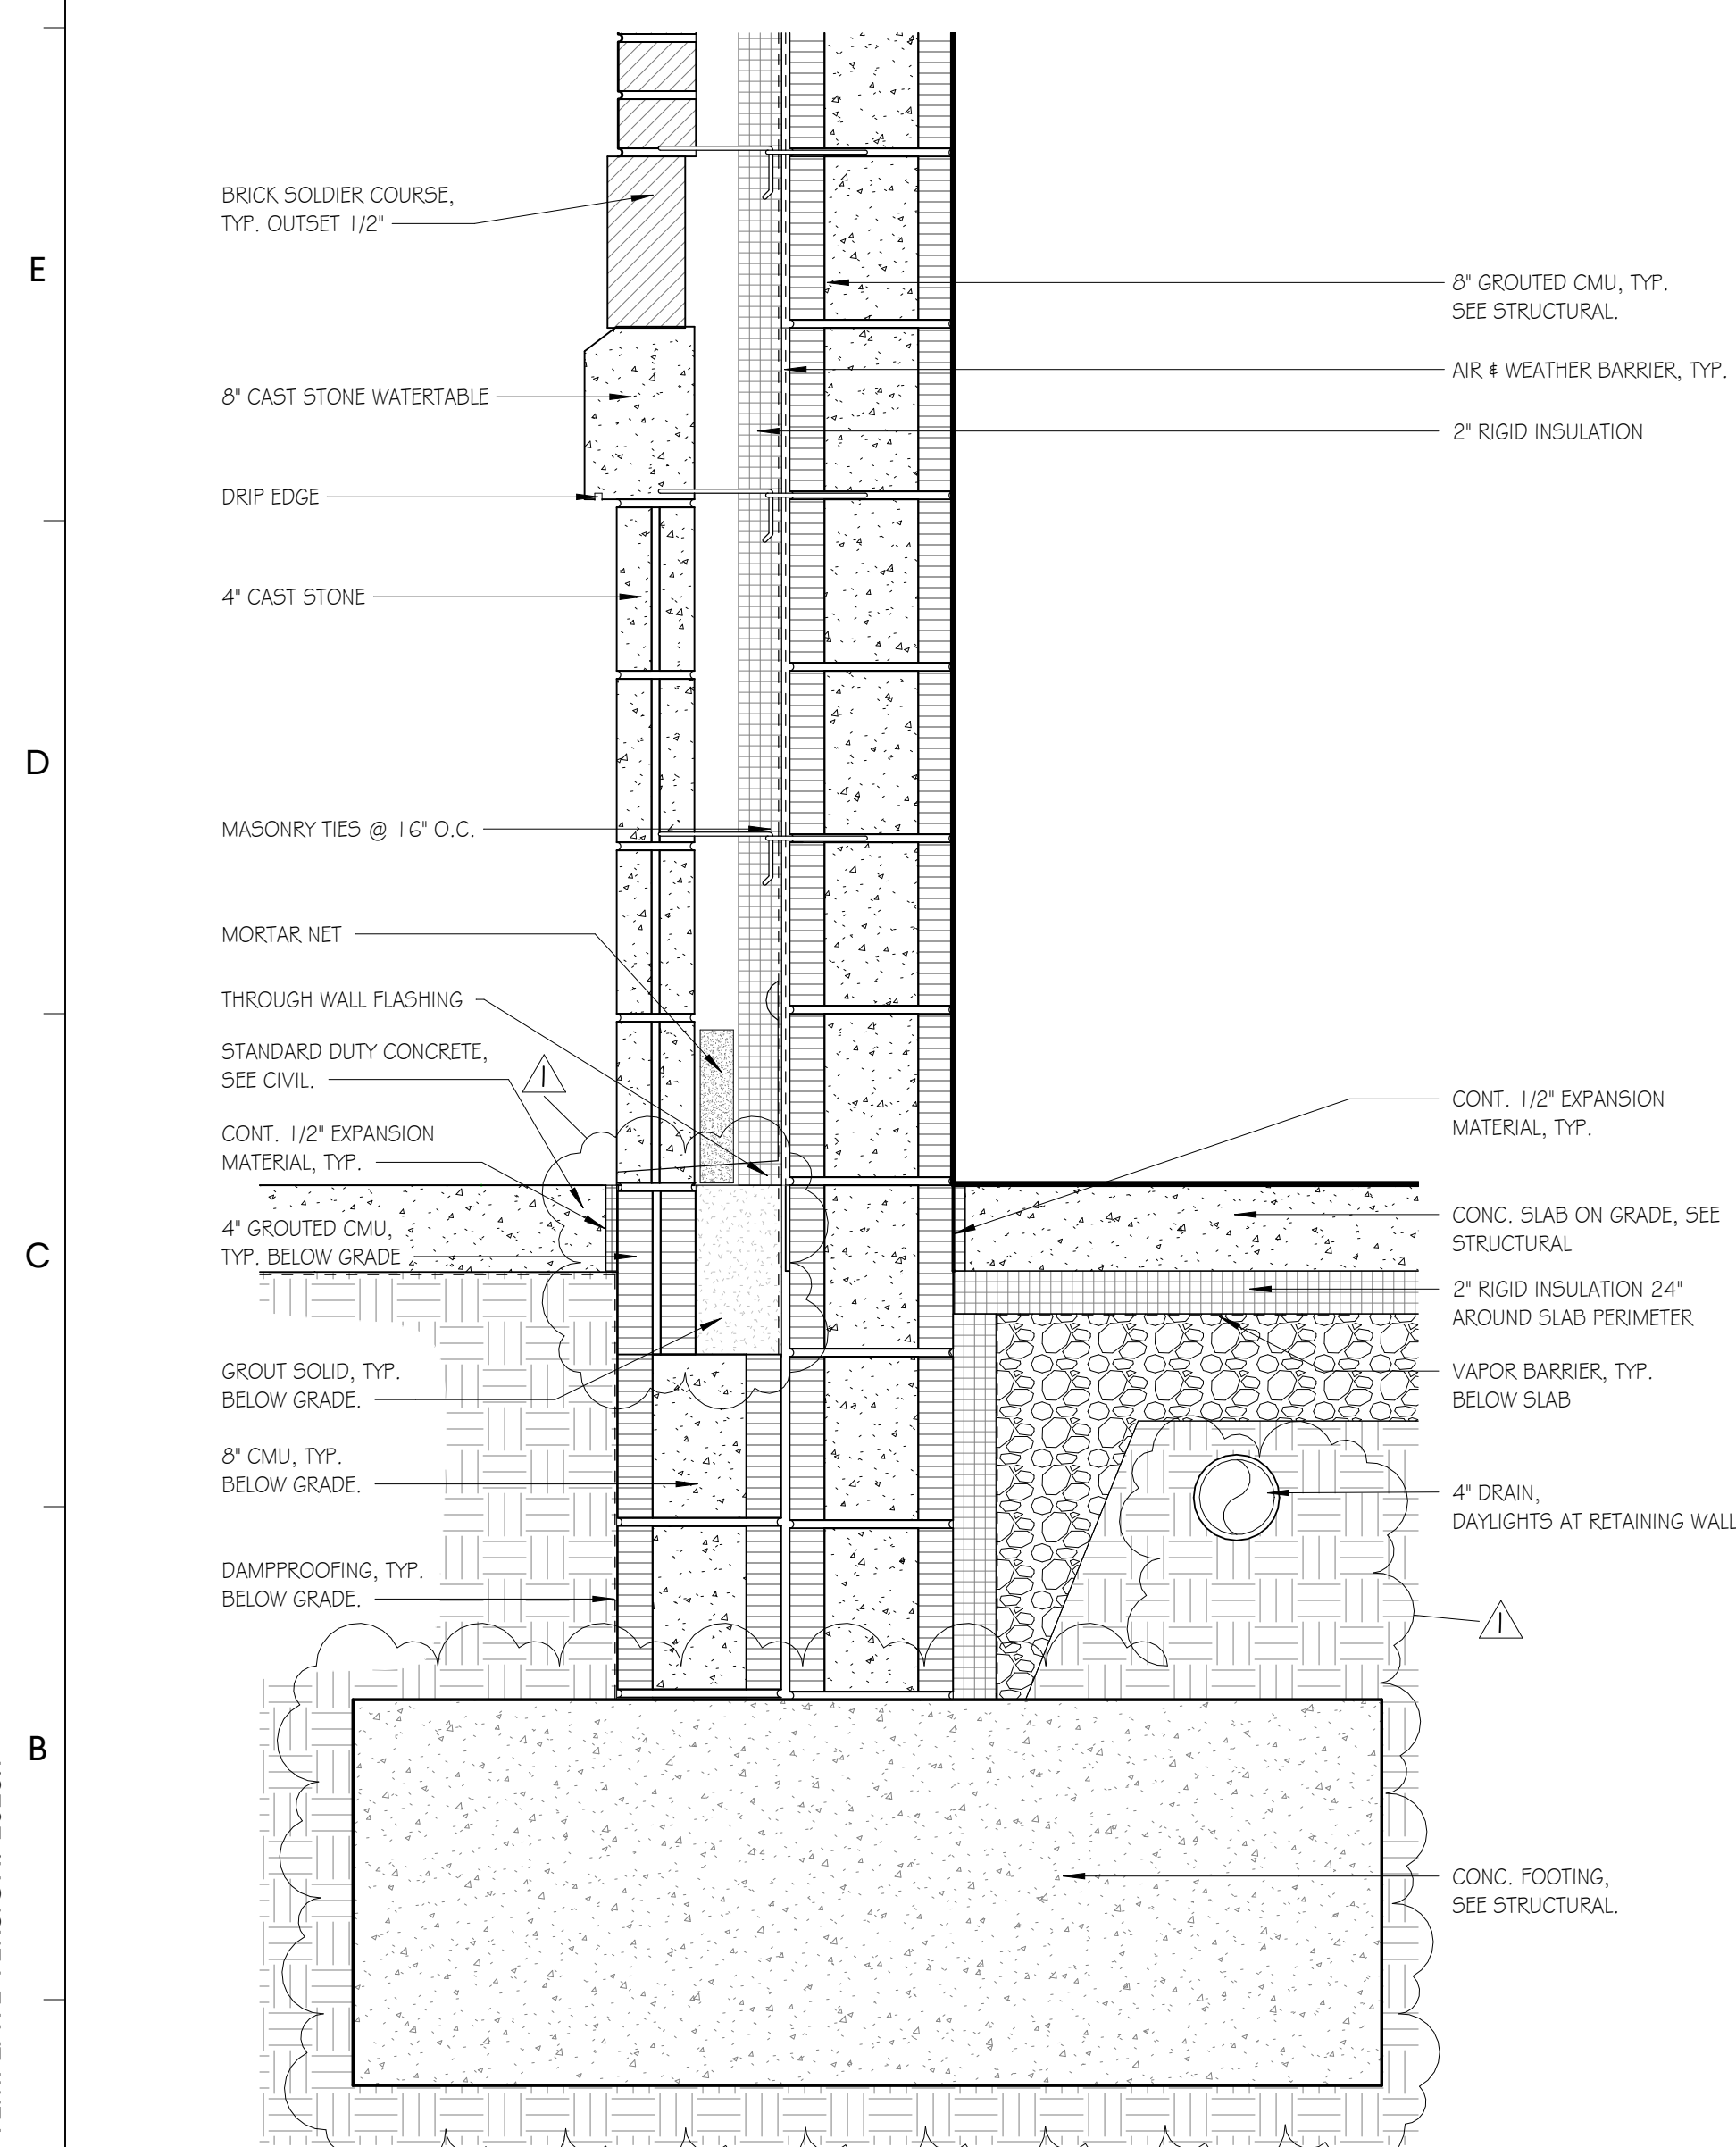 E
D
C
B
BRICK SOLDIER COURSE,
TYP. OUTSET 1/2"
8" CAST STONE WATERTABLE
DRIP EDGE
4" CAST STONE
MASONRY TIES @ 16" O.C.
MORTAR NET
THROUGH WALL FLASHING
STANDARD DUTY CONCRETE,
SEE CIVIL.
1
CONT. 1/2" EXPANSION
MATERIAL, TYP.
4" GROUTED CMU,
TYP. BELOW GRADE
GROUT SOLID, TYP.
BELOW GRADE.
8" CMU, TYP.
BELOW GRADE.
DAMPPROOFING, TYP.
BELOW GRADE.
8" GROUTED CMU, TYP.
SEE STRUCTURAL.
AIR & WEATHER BARRIER, TYP.
2" RIGID INSULATION
CONT. 1/2" EXPANSION
MATERIAL, TYP.
CONC. SLAB ON GRADE, SEE
STRUCTURAL
2" RIGID INSULATION 24"
AROUND SLAB PERIMETER
VAPOR BARRIER, TYP.
BELOW SLAB
4" DRAIN,
DAYLIGHTS AT RETAINING WALL
1
CONC. FOOTING,
SEE STRUCTURAL.